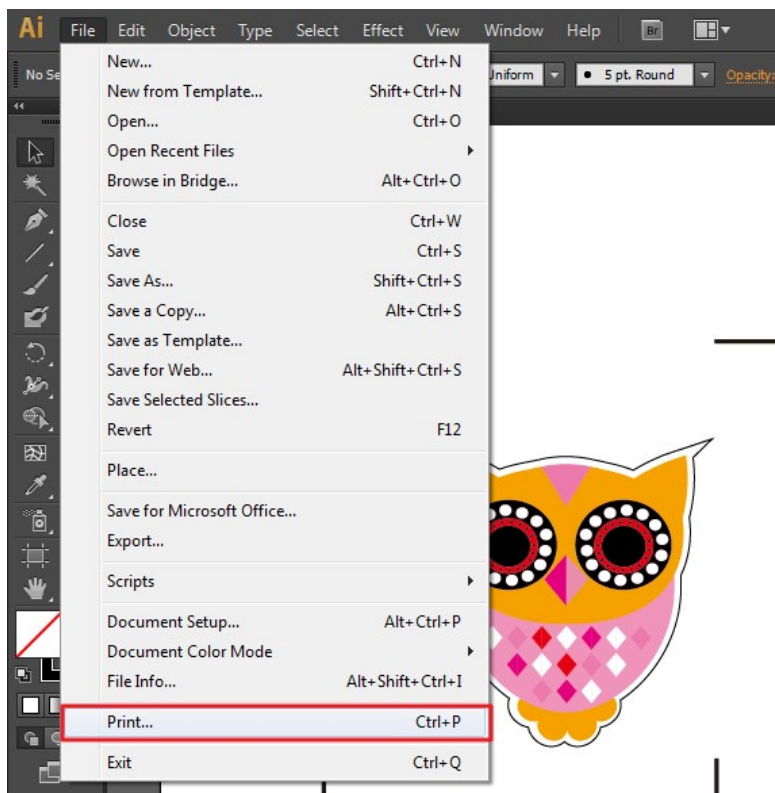 Ai File Edit Object Type Select Effect View Window Help Br
No Se
Uniform 5 pt. Round Opacity:
New... Ctrl+N
New from Template... Shift+Ctrl+N
Open... Ctrl+O
Open Recent Files
Browse in Bridge... Alt+Ctrl+O
Close Ctrl+W
Save Ctrl+S
Save As... Shift+Ctrl+S
Save a Copy... Alt+Ctrl+S
Save as Template...
Save for Web... Alt+Shift+Ctrl+S
Save Selected Slices...
Revert F12
Place...
Save for Microsoft Office...
Export...
Scripts
Document Setup... Alt+Ctrl+P
Document Color Mode
File Info... Alt+Shift+Ctrl+I
Print... Ctrl+P
Exit Ctrl+Q